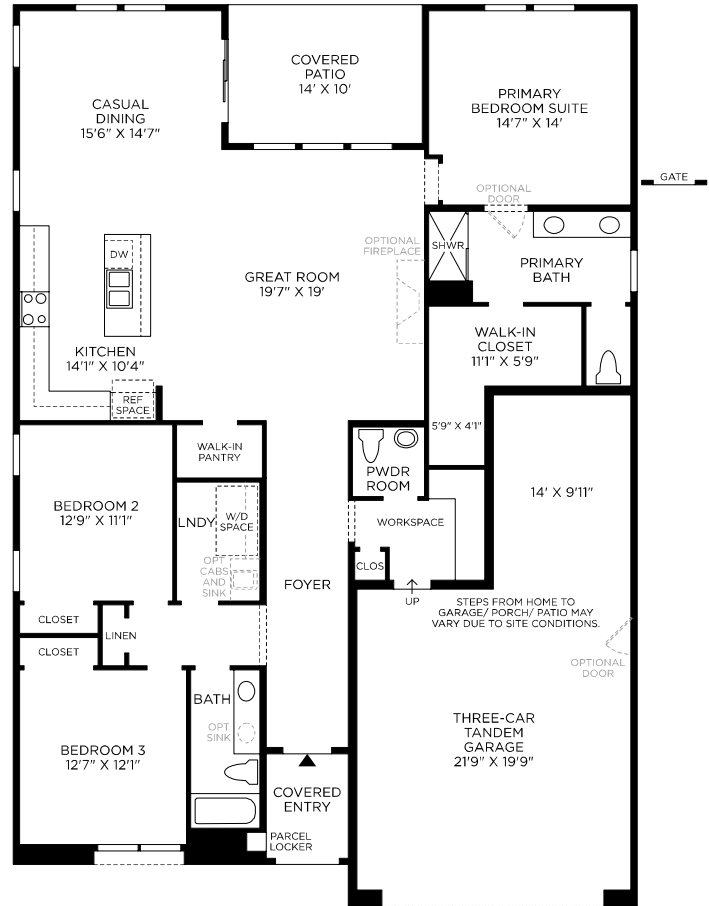 COVERED
PATIO
14' X 10'
CASUAL
DINING
15'6" X 14'7"
PRIMARY
BEDROOM SUITE
14'7" X 14'
GATE
OPTIONAL
DOOR
OPTIONAL
FIREPLACE
SHWR
DW
PRIMARY
BATH
GREAT ROOM
19'7" X 19'
KITCHEN
14'1" X 10'4"
WALK-IN
CLOSET
11'1" X 5'9"
REF
SPACE
5'9" X 4'1"
WALK-IN
PANTRY
PWDR
ROOM
14' X 9'11"
BEDROOM 2
12'9" X 11'1"
LNDY
W/D
SPACE
WORKSPACE
OPT
CABS
AND
SINK
CLOS
FOYER
UP
STEPS FROM HOME TO
GARAGE/ PORCH/ PATIO MAY
VARY DUE TO SITE CONDITIONS.
CLOSET
LINEN
CLOSET
OPTIONAL
DOOR
BATH
OPT
SINK
BEDROOM 3
12'7" X 12'1"
THREE-CAR
TANDEM
GARAGE
21'9" X 19'9"
COVERED
ENTRY
PARCEL
LOCKER